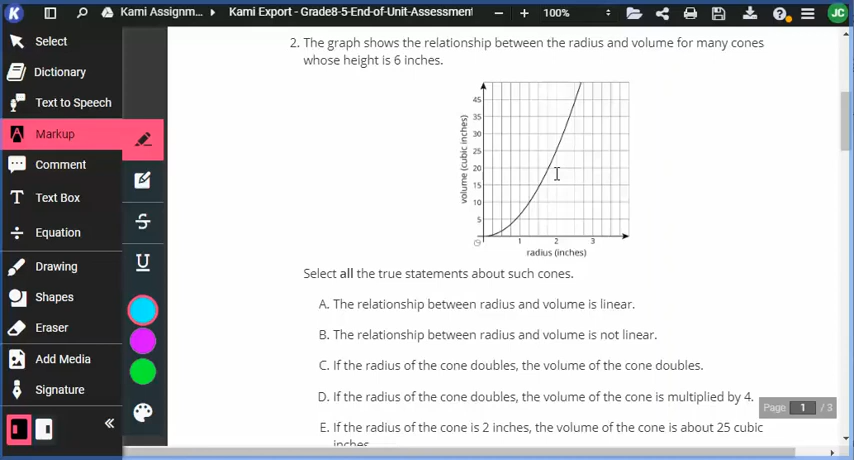 Kami Assignm... > Kami Export - Grade8-5-End-of-Unit-Assessment
100%
JC
Select
Dictionary
Text to Speech
Markup
Comment
Text Box
Equation
Drawing
Shapes
Eraser
Add Media
Signature
2. The graph shows the relationship between the radius and volume for many cones
whose height is 6 inches.
volume (cubic inches)
45
35
30
25
20
15
10
5
1 2 3
radius (inches)
Select all the true statements about such cones.
A. The relationship between radius and volume is linear.
B. The relationship between radius and volume is not linear.
C. If the radius of the cone doubles, the volume of the cone doubles.
D. If the radius of the cone doubles, the volume of the cone is multiplied by 4.
Page 1 / 3
E. If the radius of the cone is 2 inches, the volume of the cone is about 25 cubic
inches.